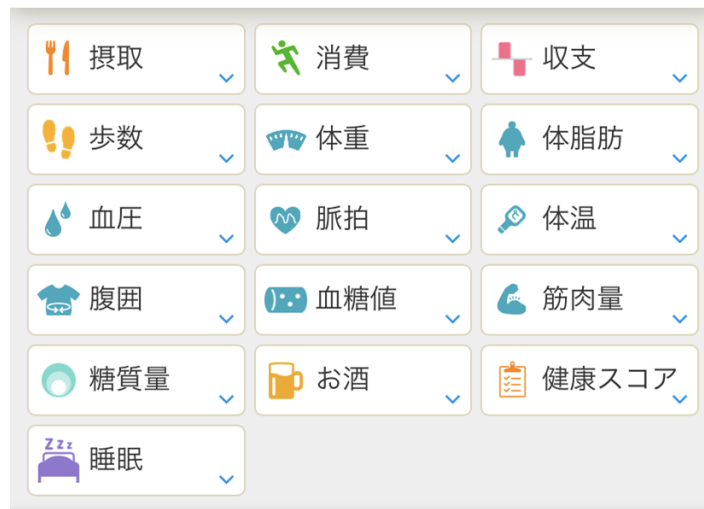 摂取
消費
収支
歩数
体重
体脂肪
血圧
脈拍
体温
腹囲
血糖値
筋肉量
糖質量
お酒
健康スコア
Zzz
睡眠